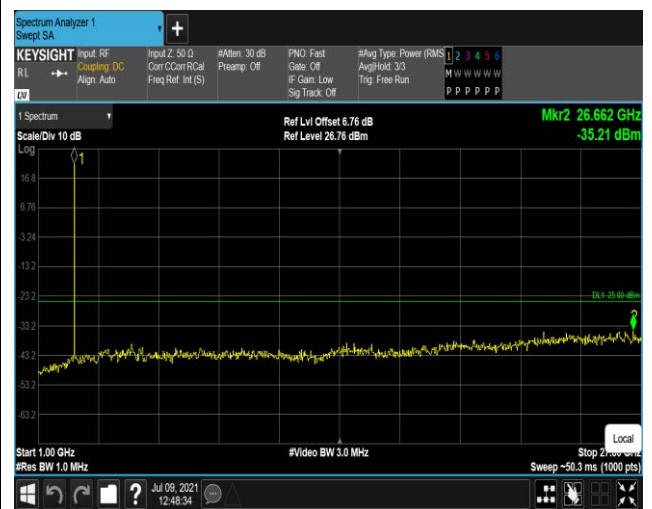 Spectrum Analyzer 1
Swept SA
KEYSIGHT
RL
LXI
Input: RF
Coupling: DC
Align: Auto
Input Z: 50 Ω
Corr CCorr RCal
Freq Ref: Int (S)
#Atten: 30 dB
Preamp: Off
PNO: Fast
Gate: Off
IF Gain: Low
Sig Track: Off
#Avg Type: Power (RMS
Avg|Hold: 3/3
Trig: Free Run
1 2 3 4 5 6
M W W W W W
P P P P P P
1 Spectrum
Scale/Div 10 dB
Ref Lvl Offset 6.76 dB
Ref Level 26.76 dBm
Mkr2 26.662 GHz
-35.21 dBm
Log
1
16.8
6.76
-3.24
-13.2
-23.2
DL1 -25.00 dBm
-33.2
2
-43.2
-53.2
-63.2
Local
Start 1.00 GHz
#Res BW 1.0 MHz
#Video BW 3.0 MHz
Stop
Sweep ~50.3 ms (1000 pts)
?
Jul 09, 2021
12:48:34